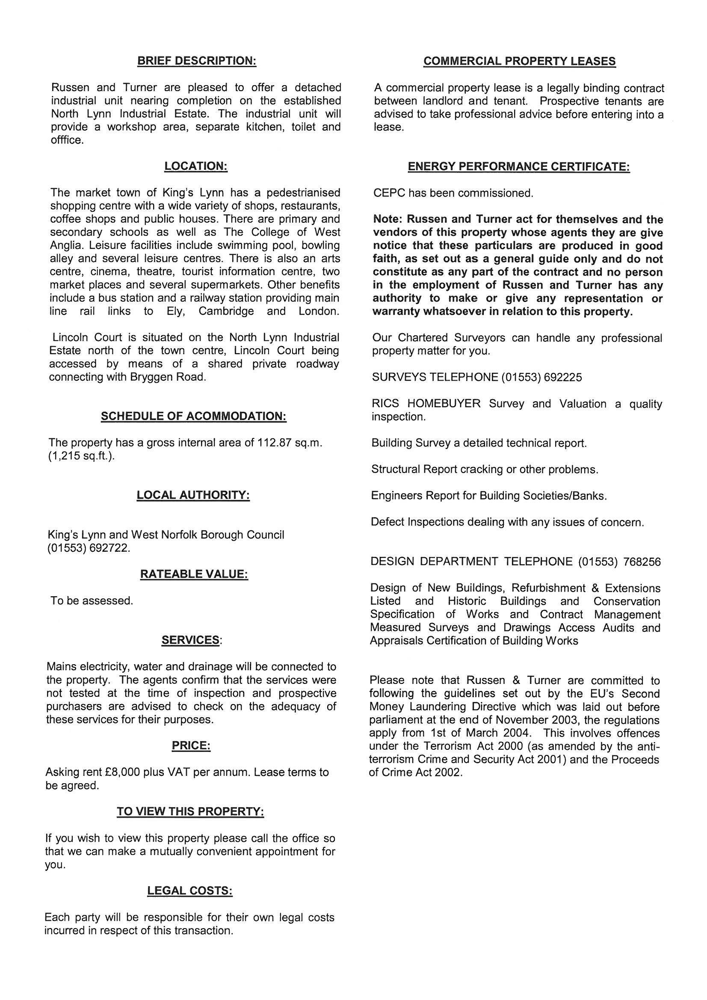 BRIEF DESCRIPTION:
Russen and Turner are pleased to offer a detached
industrial unit nearing completion on the established
North Lynn Industrial Estate. The industrial unit will
provide a workshop area, separate kitchen, toilet and
offfice.
LOCATION:
The market town of King's Lynn has a pedestrianised
shopping centre with a wide variety of shops, restaurants,
coffee shops and public houses. There are primary and
secondary schools as well as The College of West
Anglia. Leisure facilities include swimming pool, bowling
alley and several leisure centres. There is also an arts
centre, cinema, theatre, tourist information centre, two
market places and several supermarkets. Other benefits
include a bus station and a railway station providing main
line rail links to Ely, Cambridge and London.
Lincoln Court is situated on the North Lynn Industrial
Estate north of the town centre, Lincoln Court being
accessed by means of a shared private roadway
connecting with Bryggen Road.
SCHEDULE OF ACOMMODATION:
The property has a gross internal area of 112.87 sq.m.
(1,215 sq.ft.).
LOCAL AUTHORITY:
King's Lynn and West Norfolk Borough Council
(01553) 692722.
RATEABLE VALUE:
To be assessed.
SERVICES:
Mains electricity, water and drainage will be connected to
the property. The agents confirm that the services were
not tested at the time of inspection and prospective
purchasers are advised to check on the adequacy of
these services for their purposes.
PRICE:
Asking rent £8,000 plus VAT per annum. Lease terms to
be agreed.
TO VIEW THIS PROPERTY:
If you wish to view this property please call the office so
that we can make a mutually convenient appointment for
you.
LEGAL COSTS:
Each party will be responsible for their own legal costs
incurred in respect of this transaction.
COMMERCIAL PROPERTY LEASES
A commercial property lease is a legally binding contract
between landlord and tenant. Prospective tenants are
advised to take professional advice before entering into a
lease.
ENERGY PERFORMANCE CERTIFICATE:
CEPC has been commissioned.
Note: Russen and Turner act for themselves and the
vendors of this property whose agents they are give
notice that these particulars are produced in good
faith, as set out as a general guide only and do not
constitute as any part of the contract and no person
in the employment of Russen and Turner has any
authority to make or give any representation or
warranty whatsoever in relation to this property.
Our Chartered Surveyors can handle any professional
property matter for you.
SURVEYS TELEPHONE (01553) 692225
RICS HOMEBUYER Survey and Valuation a quality
inspection.
Building Survey a detailed technical report.
Structural Report cracking or other problems.
Engineers Report for Building Societies/Banks.
Defect Inspections dealing with any issues of concern.
DESIGN DEPARTMENT TELEPHONE (01553) 768256
Design of New Buildings, Refurbishment & Extensions
Listed and Historic Buildings and Conservation
Specification of Works and Contract Management
Measured Surveys and Drawings Access Audits and
Appraisals Certification of Building Works
Please note that Russen & Turner are committed to
following the guidelines set out by the EU's Second
Money Laundering Directive which was laid out before
parliament at the end of November 2003, the regulations
apply from 1st of March 2004. This involves offences
under the Terrorism Act 2000 (as amended by the anti-
terrorism Crime and Security Act 2001) and the Proceeds
of Crime Act 2002.